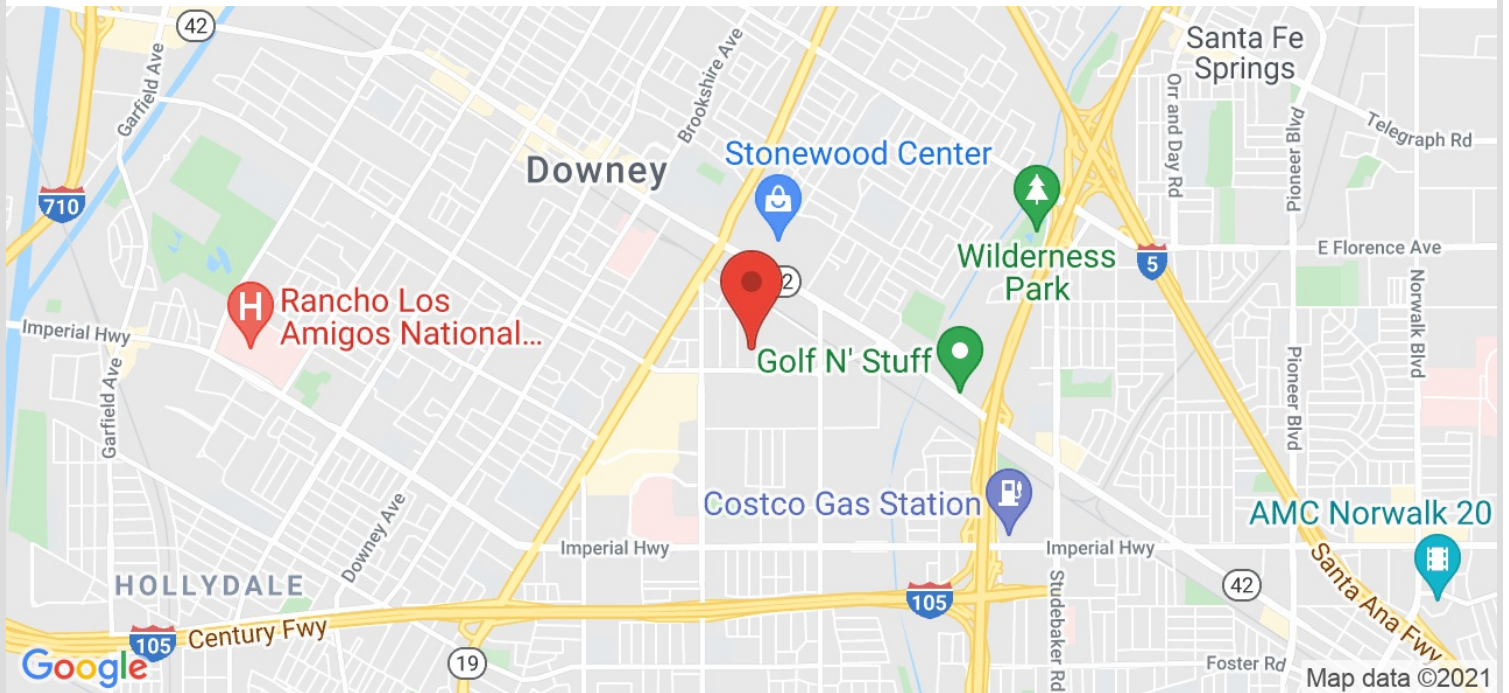 42
Garfield Ave
Brookshire Ave
Santa Fe
Springs
Orr and Day Rd
Pioneer Blvd
Telegraph Rd
Downey
Stonewood Center
710
Wilderness
Park
5
E Florence Ave
Norwalk Blvd
H
Rancho Los
Amigos National...
2
Imperial Hwy
Garfield Ave
Golf N' Stuff
Pioneer Blvd
Costco Gas Station
AMC Norwalk 20
Downey Ave
Imperial Hwy
Imperial Hwy
HOLLYDALE
Studebaker Rd
42
Santa Ana Fwy
105
105
Century Fwy
19
Foster Rd
Google
Map data ©2021